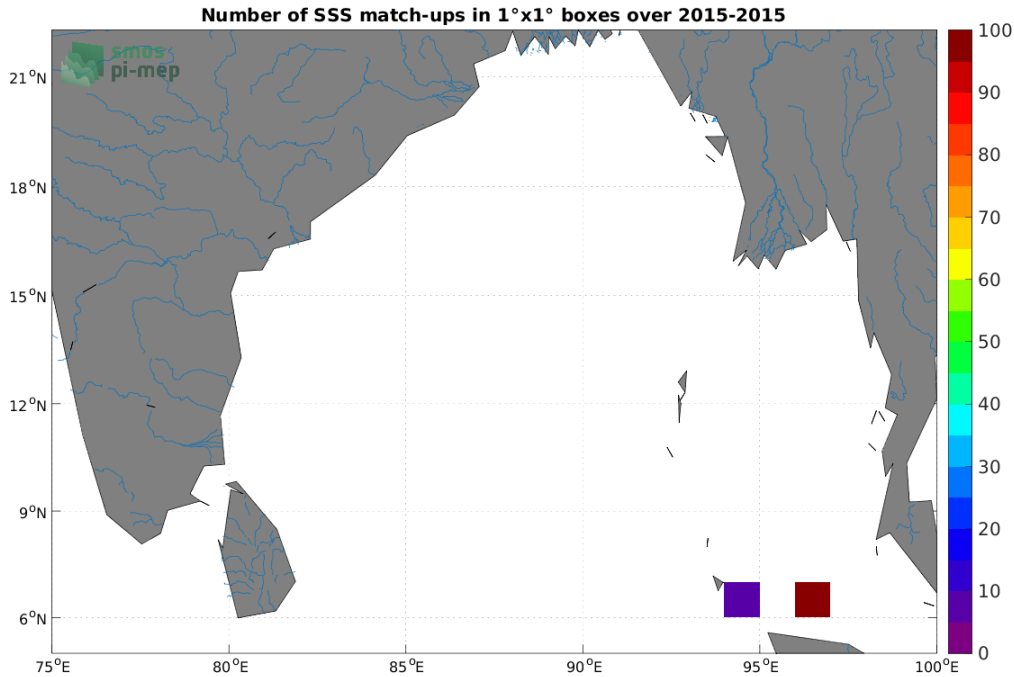 Number of SSS match-ups in 1°x1° boxes over 2015-2015
smos
pi-mep
21°N
18°N
15°N
12°N
9°N
6°N
75°E
80°E
85°E
90°E
95°E
100°E
100
90
80
70
60
50
40
30
20
10
0